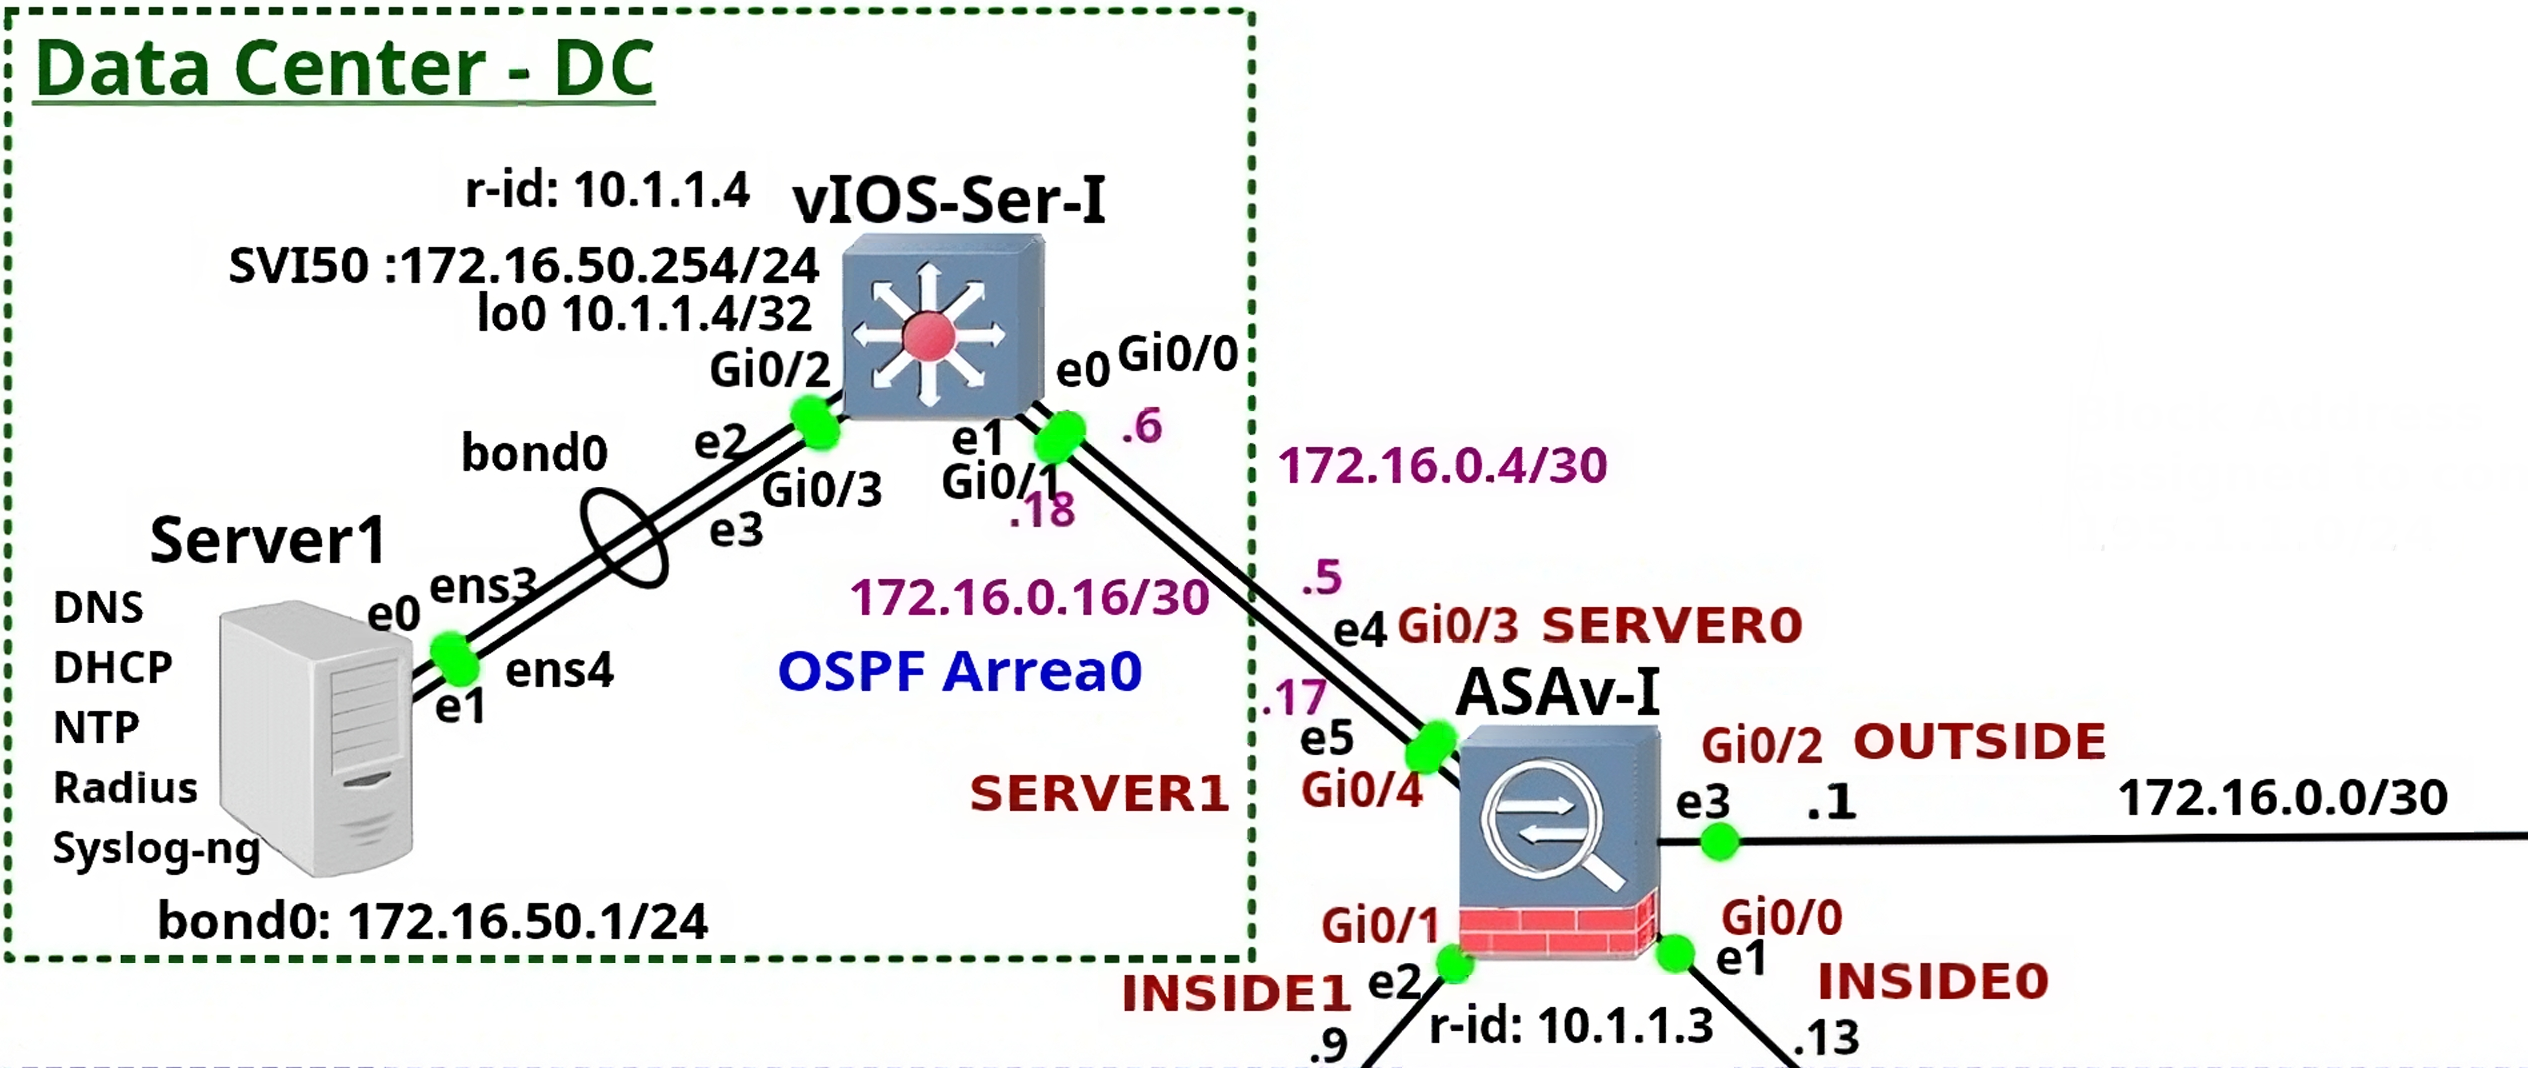 Data Center - DC
r-id: 10.1.1.4
vIOS-Ser-I
SVI50 :172.16.50.254/24
lo0 10.1.1.4/32
Gi0/2
e0
Gi0/0
e2
bond0
e1
.6
Gi0/3
Gi0/1
.18
172.16.0.4/30
e3
Server1
ens3
e0
DNS
DHCP
NTP
Radius
Syslog-ng
ens4
e1
172.16.0.16/30
OSPF Arrea0
.5
e4
Gi0/3
SERVER0
.17
e5
ASAv-I
SERVER1
Gi0/4
Gi0/2
OUTSIDE
e3
.1
172.16.0.0/30
bond0: 172.16.50.1/24
Gi0/1
Gi0/0
INSIDE1
e2
e1
INSIDE0
r-id: 10.1.1.3
.9
.13